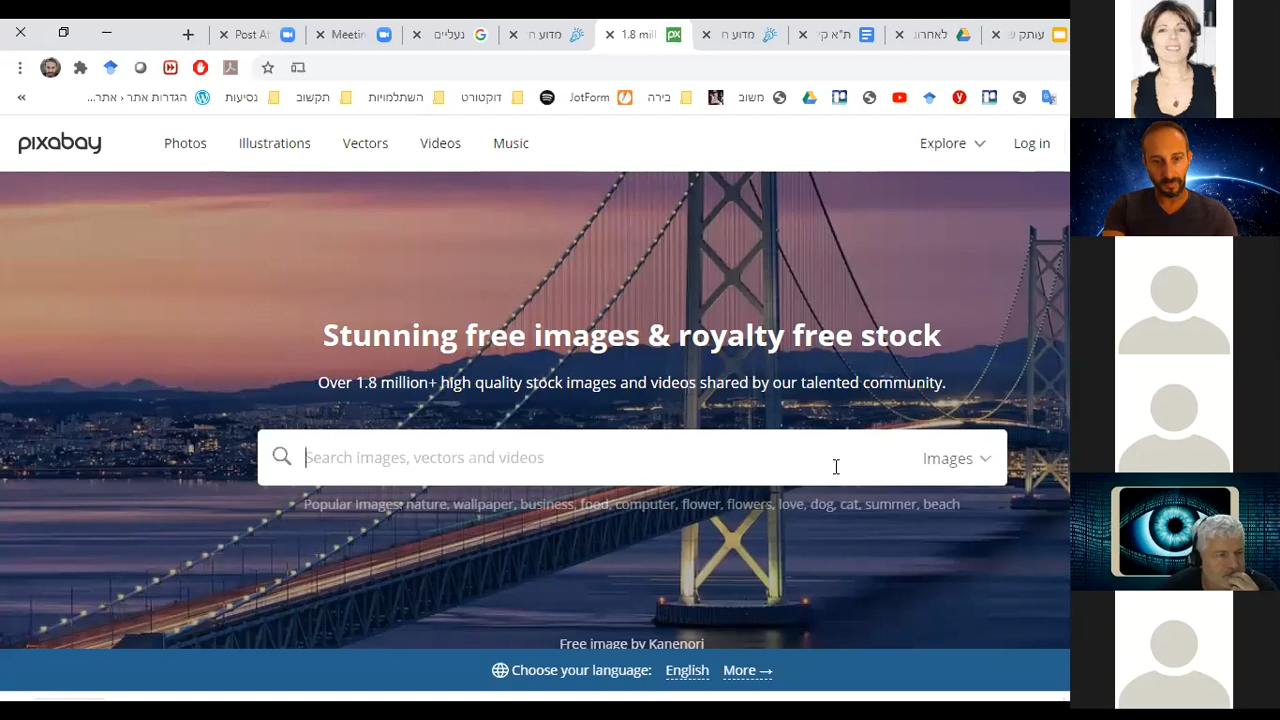 Post At
Meetin
נעליים
מדוע ח
1.8 mill
px
מדוע ח
ת"א קי
לאחרונ
עותק ש
«
הגדרות אתר ‹ אתר...
נסיעות
תקשוב
השתלמויות
דוקטורט
JotForm
בירה
משוב
pixabay
Photos
Illustrations
Vectors
Videos
Music
Explore
Log in
Stunning free images & royalty free stock
Over 1.8 million+ high quality stock images and videos shared by our talented community.
Search images, vectors and videos
Images
Popular Images: nature, wallpaper, business, food, computer, flower, flowers, love, dog, cat, summer, beach
Free image by Kanenori
Choose your language: English More →